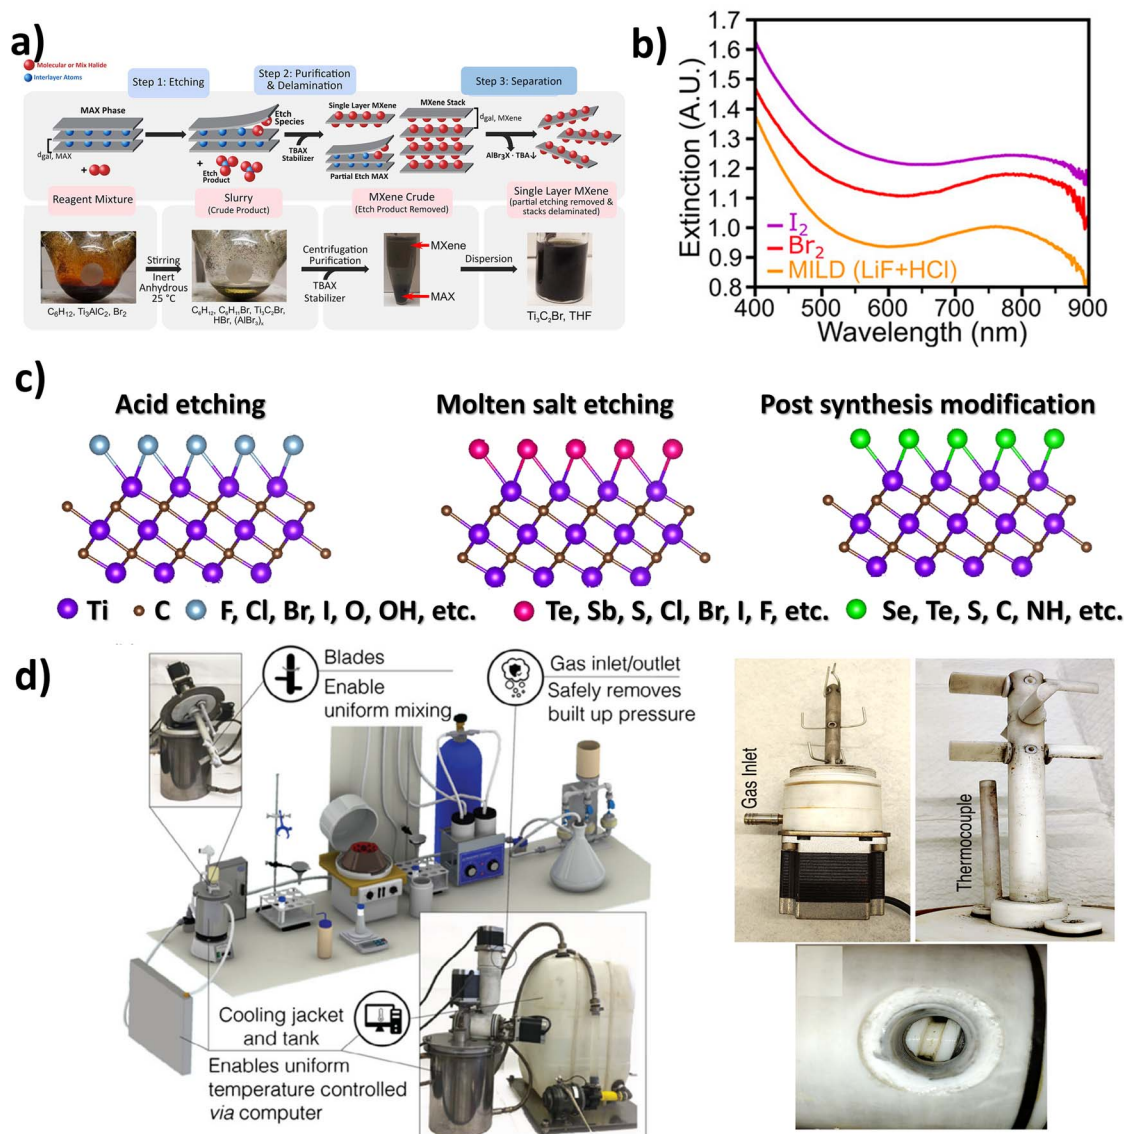 a)
Molecular or Mix Halide
Interlayer Atoms
Step 1: Etching
Step 2: Purification
& Delamination
Step 3: Separation
MAX Phase
dgal, MAX
Etch
Species
Etch
Product
TBAX
Stabilizer
Single Layer MXene
Partial Etch MAX
MXene Stack
dgal, MXene
AlBr3X · TBA↓
Reagent Mixture
Slurry
(Crude Product)
MXene Crude
(Etch Product Removed)
Single Layer MXene
(partial etching removed &
stacks delaminated)
Stirring
Inert
Anhydrous
25 °C
Centrifugation
Purification
TBAX
Stabilizer
MXene
MAX
Dispersion
C6H12, Ti3AlC2, Br2
C6H12, C6H11Br, Ti3C2Br,
HBr, (AlBr3)x
Ti3C2Br, THF
b)
Extinction (A.U.)
1.7
1.6
1.5
1.4
1.3
1.2
1.1
1.0
0.9
0.8
I2
Br2
MILD (LiF+HCl)
400 500 600 700 800 900
Wavelength (nm)
c)
Acid etching
Molten salt etching
Post synthesis modification
Ti
C
F, Cl, Br, I, O, OH, etc.
Te, Sb, S, Cl, Br, I, F, etc.
Se, Te, S, C, NH, etc.
d)
Blades
Enable
uniform mixing
Gas inlet/outlet
Safely removes
built up pressure
Cooling jacket
and tank
Enables uniform
temperature controlled
via computer
Gas Inlet
Thermocouple